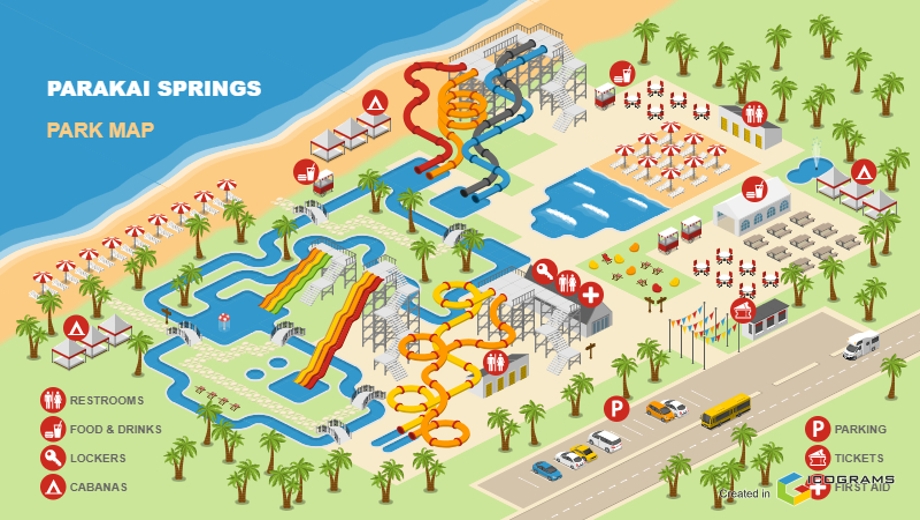 PARAKAI SPRINGS
PARK MAP
P
RESTROOMS
FOOD & DRINKS
LOCKERS
CABANAS
P PARKING
TICKETS
FIRST AID
Created in ICOGRAMS